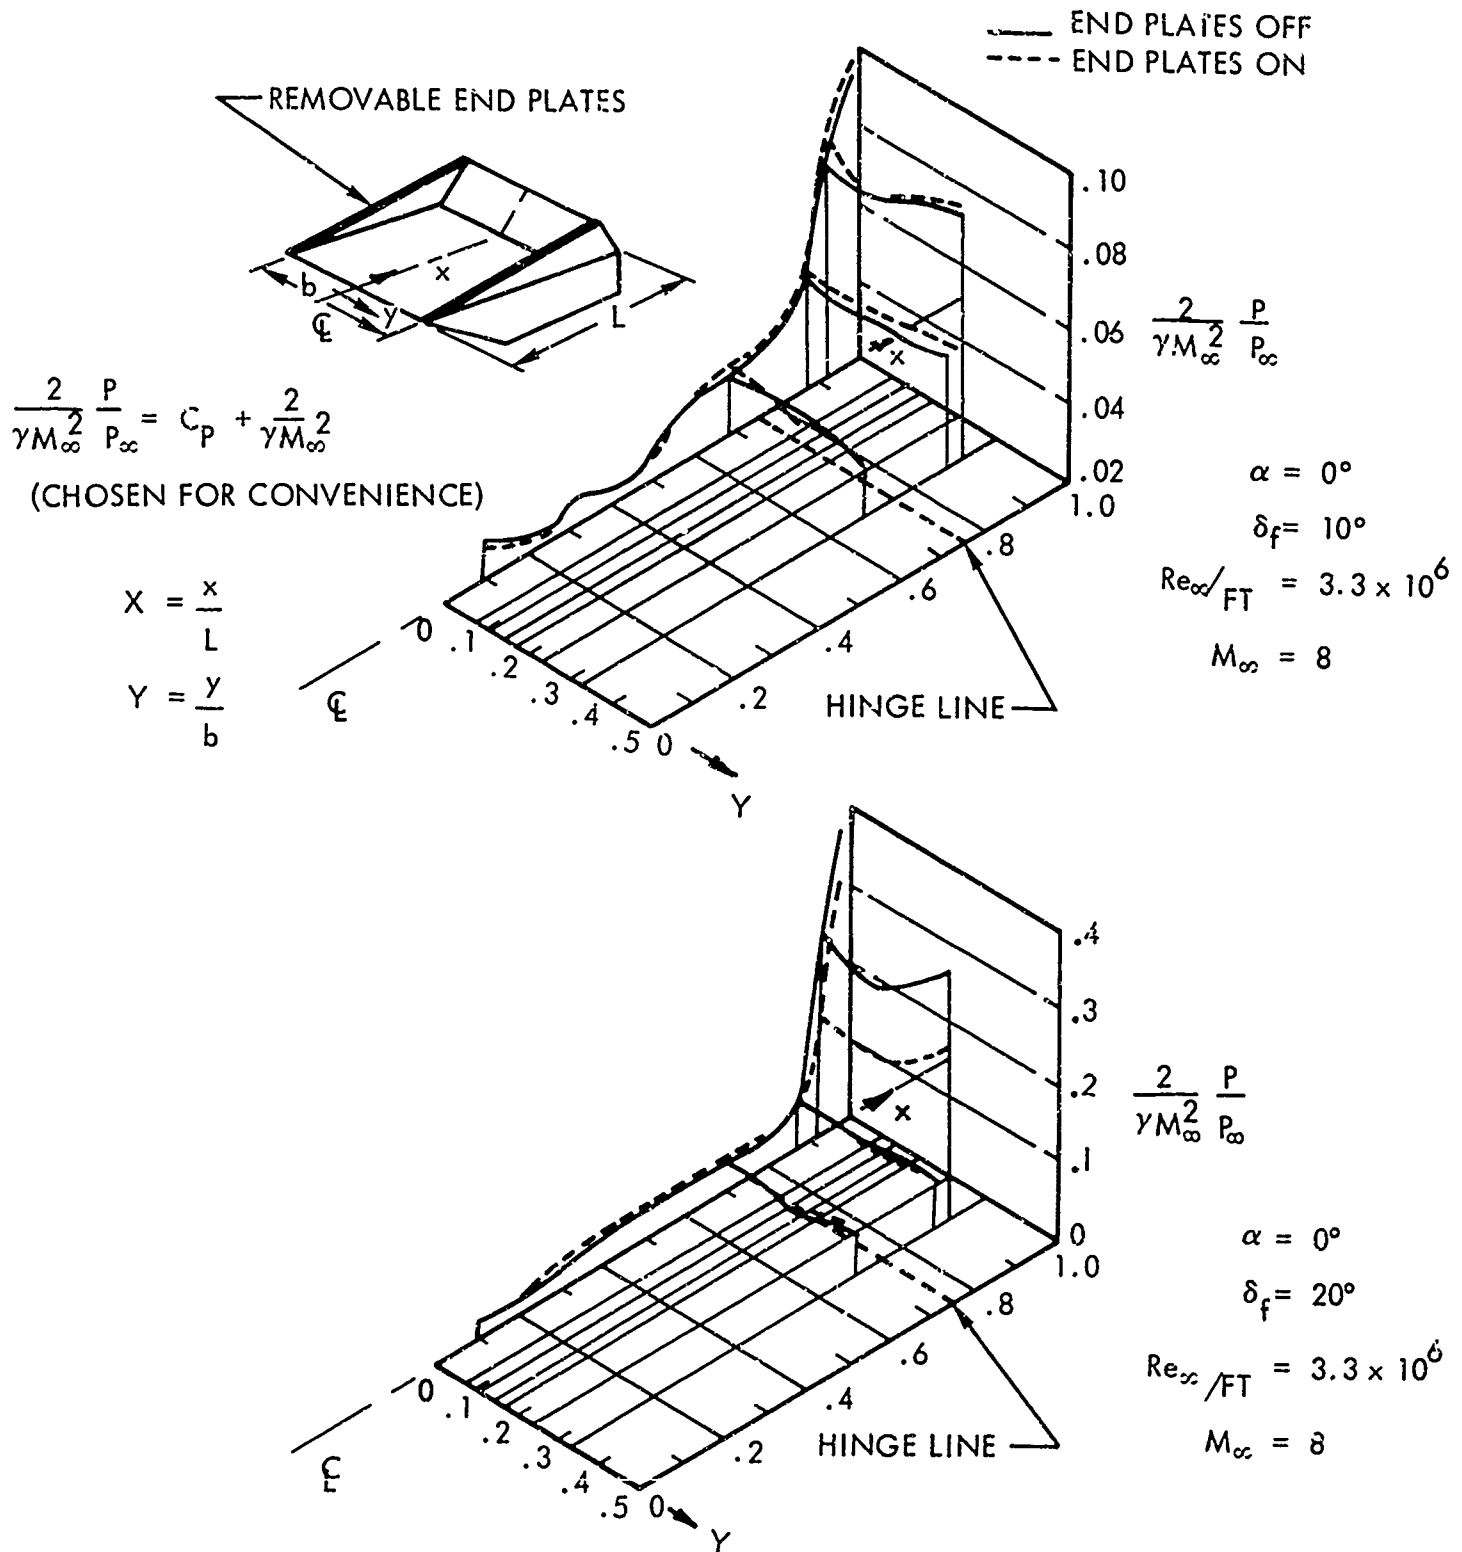 END PLATES OFF
END PLATES ON
REMOVABLE END PLATES
b
y
℄
x
L
2/γM∞² P/P∞ = Cp + 2/γM∞²
(CHOSEN FOR CONVENIENCE)
X = x/L
Y = y/b
.10
.08
.06
.04
.02
2/γM∞² P/P∞
x
0 .1 .2 .3 .4 .5
0 .2 .4 .6 .8 1.0
℄
Y
HINGE LINE
α = 0°
δf = 10°
Re∞/FT = 3.3 x 10⁶
M∞ = 8
.4
.3
.2
.1
0
2/γM∞² P/P∞
x
0 .1 .2 .3 .4 .5
0 .2 .4 .6 .8 1.0
℄
Y
HINGE LINE
α = 0°
δf = 20°
Re∞/FT = 3.3 x 10⁶
M∞ = 8